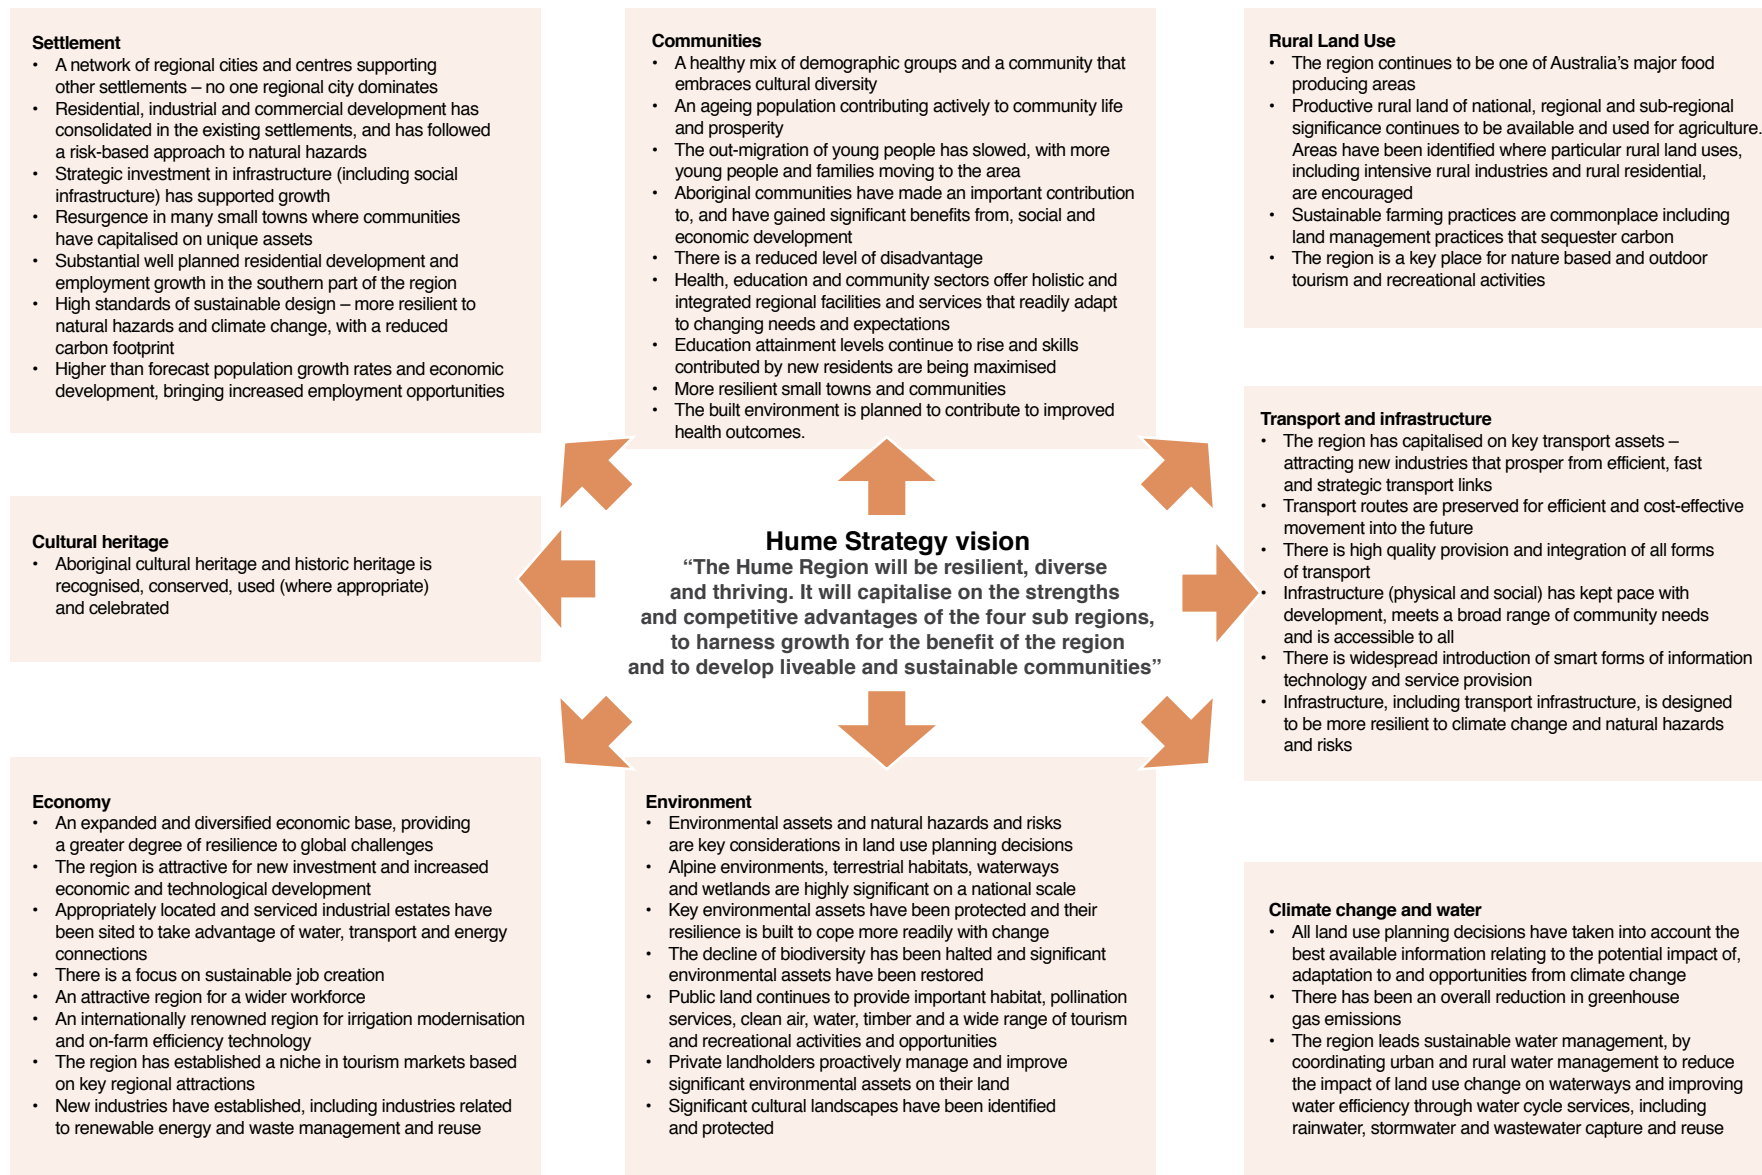 Settlement
• A network of regional cities and centres supporting
other settlements – no one regional city dominates
• Residential, industrial and commercial development has
consolidated in the existing settlements, and has followed
a risk-based approach to natural hazards
• Strategic investment in infrastructure (including social
infrastructure) has supported growth
• Resurgence in many small towns where communities
have capitalised on unique assets
• Substantial well planned residential development and
employment growth in the southern part of the region
• High standards of sustainable design – more resilient to
natural hazards and climate change, with a reduced
carbon footprint
• Higher than forecast population growth rates and economic
development, bringing increased employment opportunities
Communities
• A healthy mix of demographic groups and a community that
embraces cultural diversity
• An ageing population contributing actively to community life
and prosperity
• The out-migration of young people has slowed, with more
young people and families moving to the area
• Aboriginal communities have made an important contribution
to, and have gained significant benefits from, social and
economic development
• There is a reduced level of disadvantage
• Health, education and community sectors offer holistic and
integrated regional facilities and services that readily adapt
to changing needs and expectations
• Education attainment levels continue to rise and skills
contributed by new residents are being maximised
• More resilient small towns and communities
• The built environment is planned to contribute to improved
health outcomes.
Rural Land Use
• The region continues to be one of Australia's major food
producing areas
• Productive rural land of national, regional and sub-regional
significance continues to be available and used for agriculture.
Areas have been identified where particular rural land uses,
including intensive rural industries and rural residential,
are encouraged
• Sustainable farming practices are commonplace including
land management practices that sequester carbon
• The region is a key place for nature based and outdoor
tourism and recreational activities
Cultural heritage
• Aboriginal cultural heritage and historic heritage is
recognised, conserved, used (where appropriate)
and celebrated
Hume Strategy vision
“The Hume Region will be resilient, diverse
and thriving. It will capitalise on the strengths
and competitive advantages of the four sub regions,
to harness growth for the benefit of the region
and to develop liveable and sustainable communities”
Transport and infrastructure
• The region has capitalised on key transport assets –
attracting new industries that prosper from efficient, fast
and strategic transport links
• Transport routes are preserved for efficient and cost-effective
movement into the future
• There is high quality provision and integration of all forms
of transport
• Infrastructure (physical and social) has kept pace with
development, meets a broad range of community needs
and is accessible to all
• There is widespread introduction of smart forms of information
technology and service provision
• Infrastructure, including transport infrastructure, is designed
to be more resilient to climate change and natural hazards
and risks
Economy
• An expanded and diversified economic base, providing
a greater degree of resilience to global challenges
• The region is attractive for new investment and increased
economic and technological development
• Appropriately located and serviced industrial estates have
been sited to take advantage of water, transport and energy
connections
• There is a focus on sustainable job creation
• An attractive region for a wider workforce
• An internationally renowned region for irrigation modernisation
and on-farm efficiency technology
• The region has established a niche in tourism markets based
on key regional attractions
• New industries have established, including industries related
to renewable energy and waste management and reuse
Environment
• Environmental assets and natural hazards and risks
are key considerations in land use planning decisions
• Alpine environments, terrestrial habitats, waterways
and wetlands are highly significant on a national scale
• Key environmental assets have been protected and their
resilience is built to cope more readily with change
• The decline of biodiversity has been halted and significant
environmental assets have been restored
• Public land continues to provide important habitat, pollination
services, clean air, water, timber and a wide range of tourism
and recreational activities and opportunities
• Private landholders proactively manage and improve
significant environmental assets on their land
• Significant cultural landscapes have been identified
and protected
Climate change and water
• All land use planning decisions have taken into account the
best available information relating to the potential impact of,
adaptation to and opportunities from climate change
• There has been an overall reduction in greenhouse
gas emissions
• The region leads sustainable water management, by
coordinating urban and rural water management to reduce
the impact of land use change on waterways and improving
water efficiency through water cycle services, including
rainwater, stormwater and wastewater capture and reuse